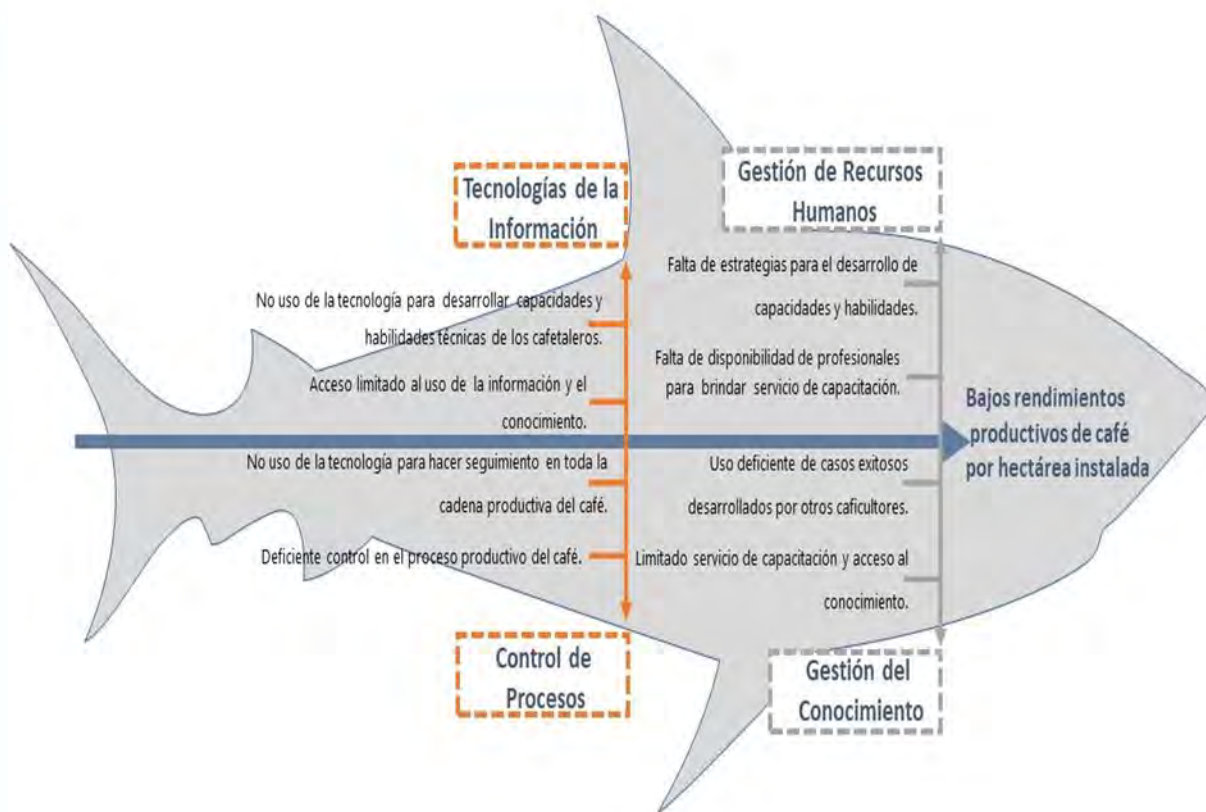 Tecnologías de la
Información
Gestión de Recursos
Humanos
No uso de la tecnología para desarrollar capacidades y
habilidades técnicas de los cafetaleros.
Acceso limitado al uso de la información y el
conocimiento.
Falta de estrategias para el desarrollo de
capacidades y habilidades.
Falta de disponibilidad de profesionales
para brindar servicio de capacitación.
Bajos rendimientos
productivos de café
por hectárea instalada
No uso de la tecnología para hacer seguimiento en toda la
cadena productiva del café.
Deficiente control en el proceso productivo del café.
Uso deficiente de casos exitosos
desarrollados por otros caficultores.
Limitado servicio de capacitación y acceso al
conocimiento.
Control de
Procesos
Gestión del
Conocimiento